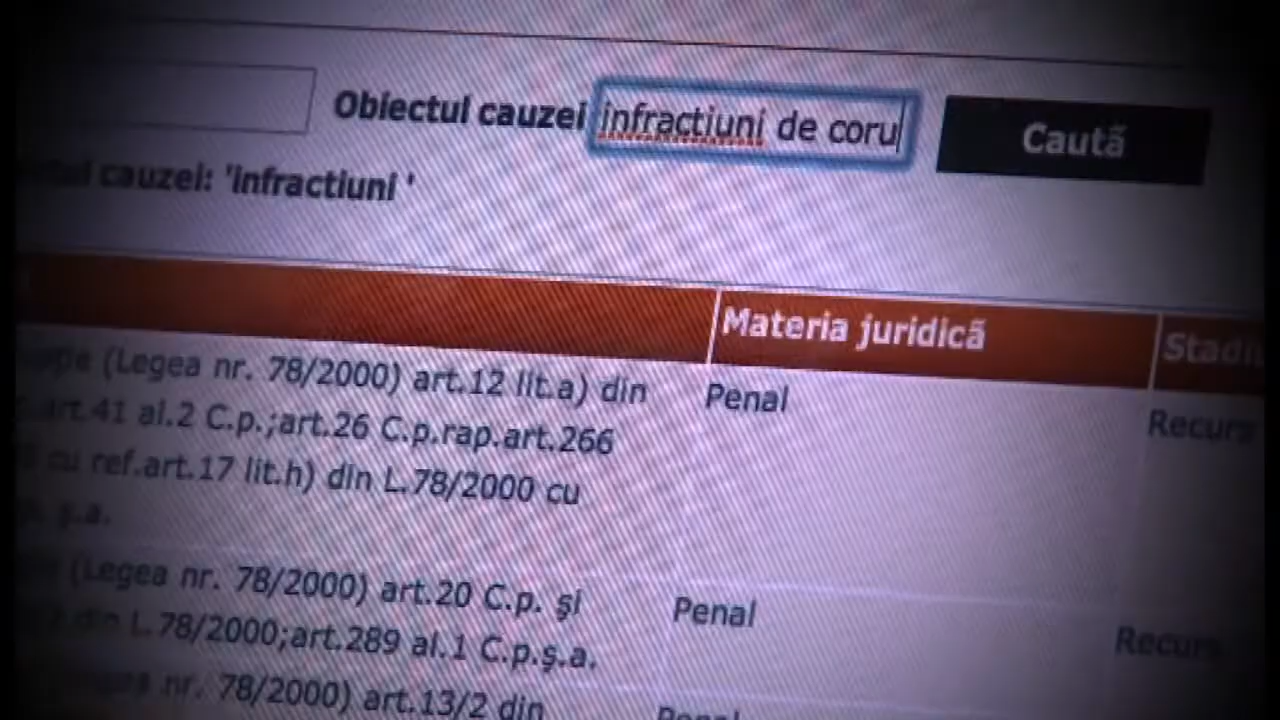 Obiectul cauzei infractiuni de coru Caută
cauzei: 'infractiuni '
Materia juridică
(Legea nr. 78/2000) art.12 lit.a) din Penal
art.41 al.2 C.p.;art.26 C.p.rap.art.266 Recurs
cu ref.art.17 lit.h) din L.78/2000 cu
ş.a.
(Legea nr. 78/2000) art.20 C.p. şi Penal
din L.78/2000;art.289 al.1 C.p.ş.a. Recurs
nr. 78/2000) art.13/2 din Penal